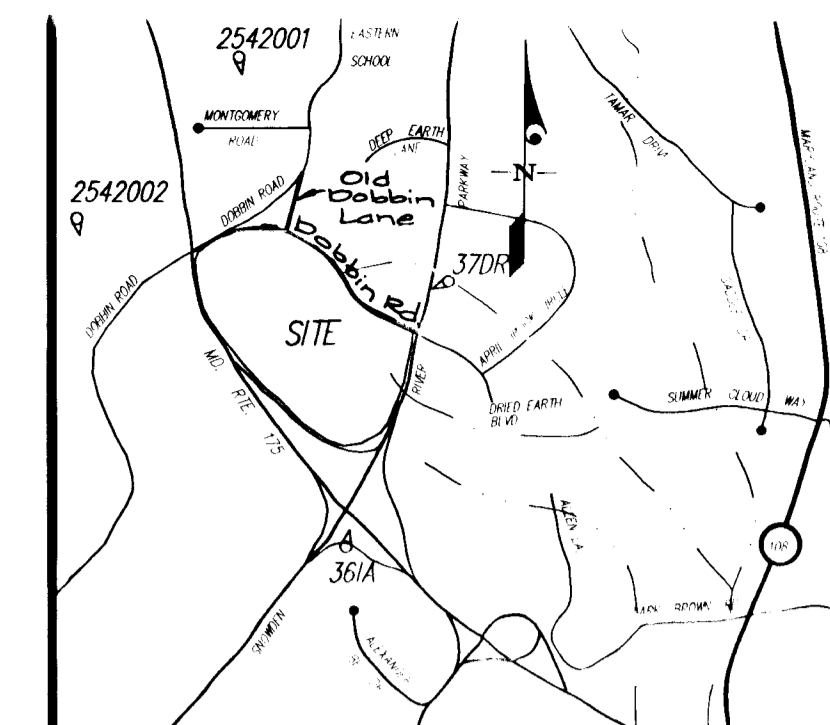 2542001
EASTERN
SCHOOL
MONTGOMERY
ROAD
DEEP EARTH
LANE
TAMAR DRIVE
2542002
DOBBIN ROAD
Old
Dobbin
Lane
PARKWAY
N
Dobbin Rd
37DR
DOBBIN ROAD
SITE
MD. RTE. 175
RIVER
DRIED EARTH
BLVD
SUMMER CLOUD WAY
108
361A
SNOWDEN